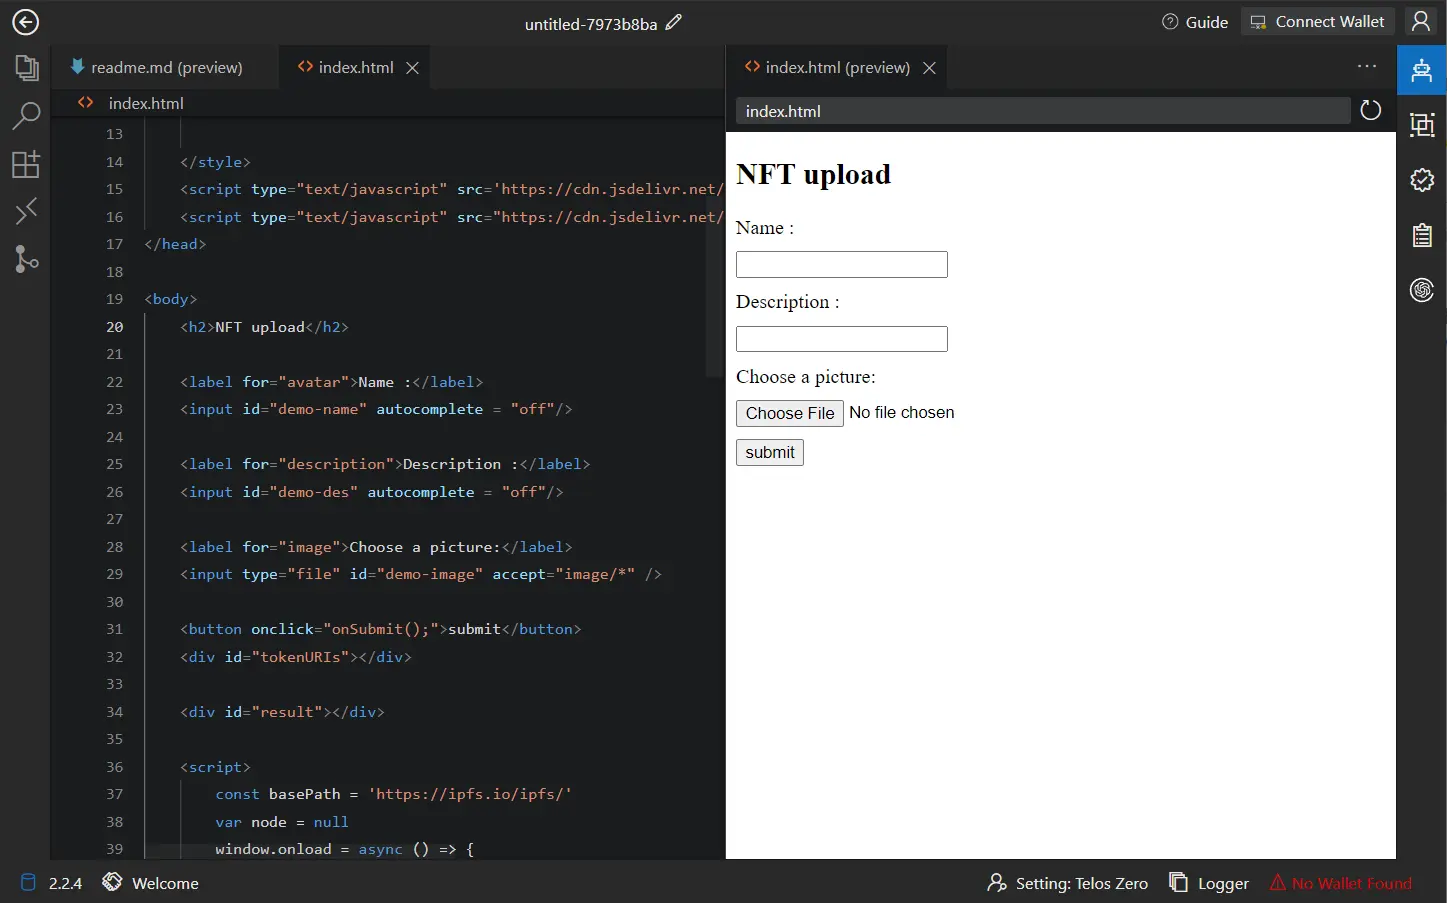 untitled-7973b8ba
Guide
Connect Wallet
readme.md (preview)
index.html
index.html
13
14 </style>
15 <script type="text/javascript" src='https://cdn.jsdelivr.net/
16 <script type="text/javascript" src="https://cdn.jsdelivr.net/
17 </head>
18
19 <body>
20 <h2>NFT upload</h2>
21
22 <label for="avatar">Name :</label>
23 <input id="demo-name" autocomplete = "off"/>
24
25 <label for="description">Description :</label>
26 <input id="demo-des" autocomplete = "off"/>
27
28 <label for="image">Choose a picture:</label>
29 <input type="file" id="demo-image" accept="image/*" />
30
31 <button onclick="onSubmit();">submit</button>
32 <div id="tokenURIs"></div>
33
34 <div id="result"></div>
35
36 <script>
37 const basePath = 'https://ipfs.io/ipfs/'
38 var node = null
39 window.onload = async () => {
index.html (preview)
index.html
NFT upload
Name :
Description :
Choose a picture:
Choose File No file chosen
submit
2.2.4
Welcome
Setting: Telos Zero
Logger
No Wallet Found